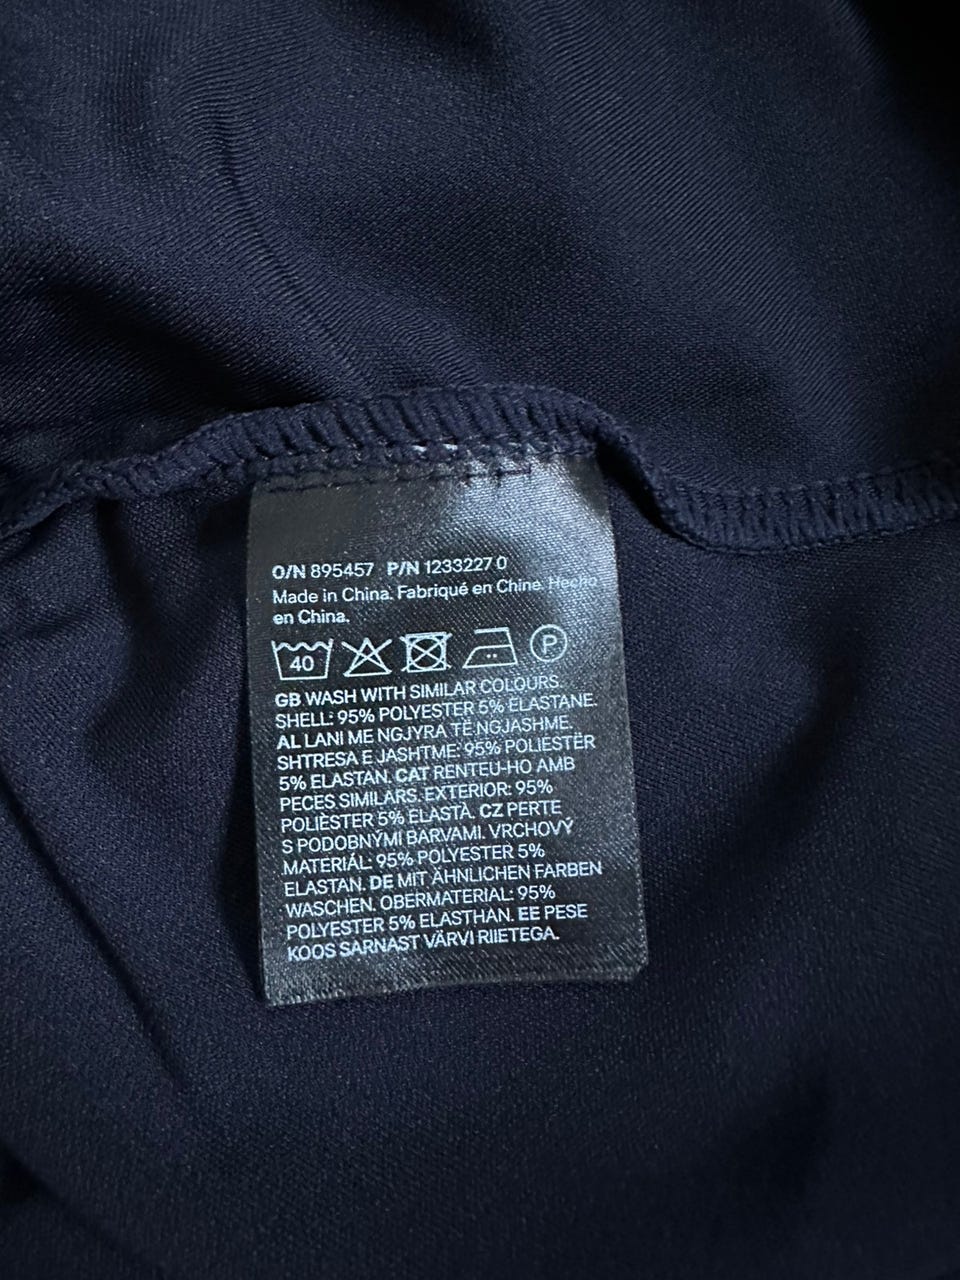 O/N 895457 P/N 1233227 0
Made in China. Fabriqué en Chine. Hecho
en China.
40 P
GB WASH WITH SIMILAR COLOURS.
SHELL: 95% POLYESTER 5% ELASTANE.
AL LANI ME NGJYRA TË NGJASHME.
SHTRESA E JASHTME: 95% POLIESTËR
5% ELASTAN. CAT RENTEU-HO AMB
PECES SIMILARS. EXTERIOR: 95%
POLIÈSTER 5% ELASTÀ. CZ PERTE
S PODOBNÝMI BARVAMI. VRCHOVÝ
MATERIÁL: 95% POLYESTER 5%
ELASTAN. DE MIT ÄHNLICHEN FARBEN
WASCHEN. OBERMATERIAL: 95%
POLYESTER 5% ELASTHAN. EE PESE
KOOS SARNAST VÄRVI RIIETEGA.